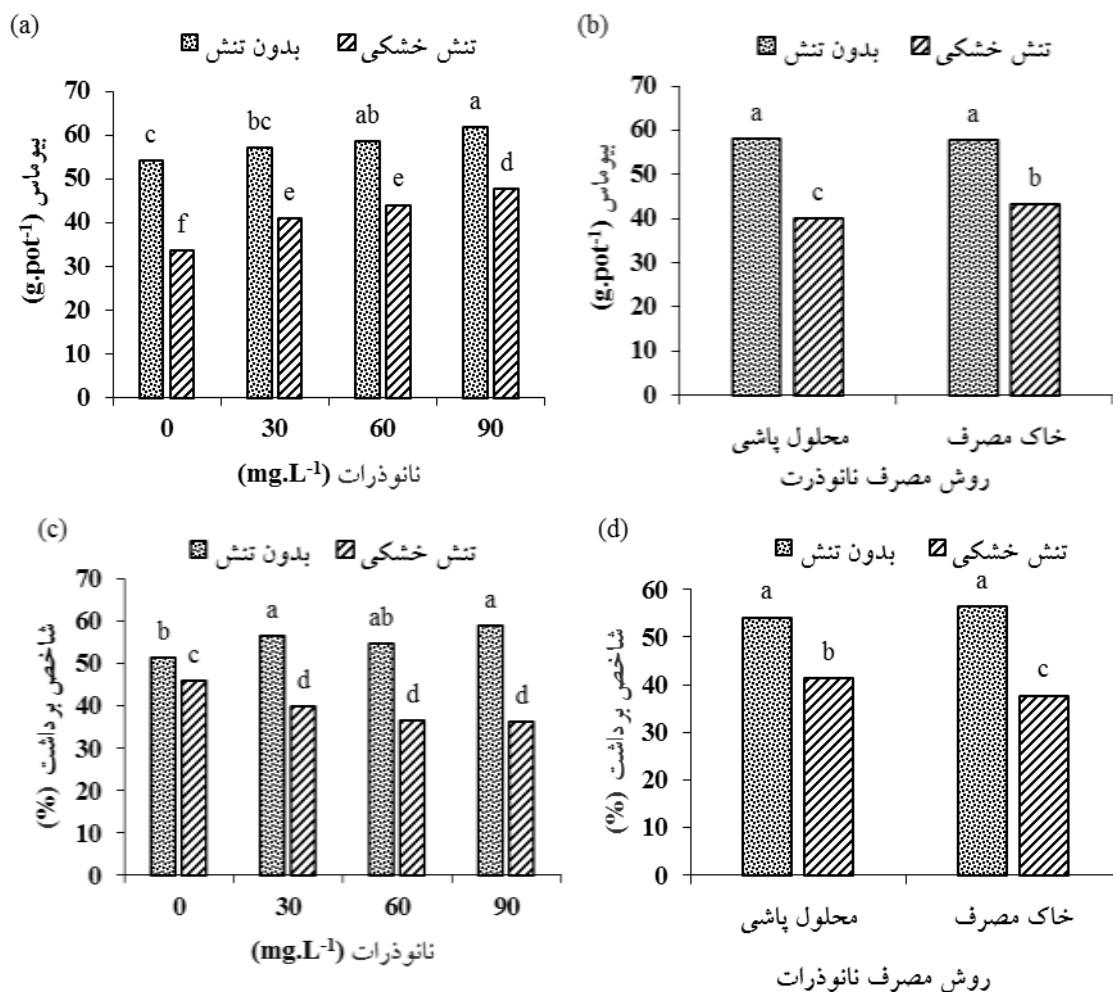 (a)
بدون تنش تنش خشکی
70
60
50
40
30
20
10
0
بیوماس (g.pot-1)
c
f
bc
e
ab
e
a
d
0 30 60 90
نانوذرات (mg.L-1)
(b)
بدون تنش تنش خشکی
70
60
50
40
30
20
10
0
بیوماس (g.pot-1)
a
c
a
b
محلول پاشی خاک مصرف
روش مصرف نانوذرت
(c)
بدون تنش تنش خشکی
70
60
50
40
30
20
10
0
شاخص برداشت (%)
b
c
a
d
ab
d
a
d
0 30 60 90
نانوذرات (mg.L-1)
(d)
بدون تنش تنش خشکی
60
50
40
30
20
10
0
شاخص برداشت (%)
a
b
a
c
محلول پاشی خاک مصرف
روش مصرف نانوذرات